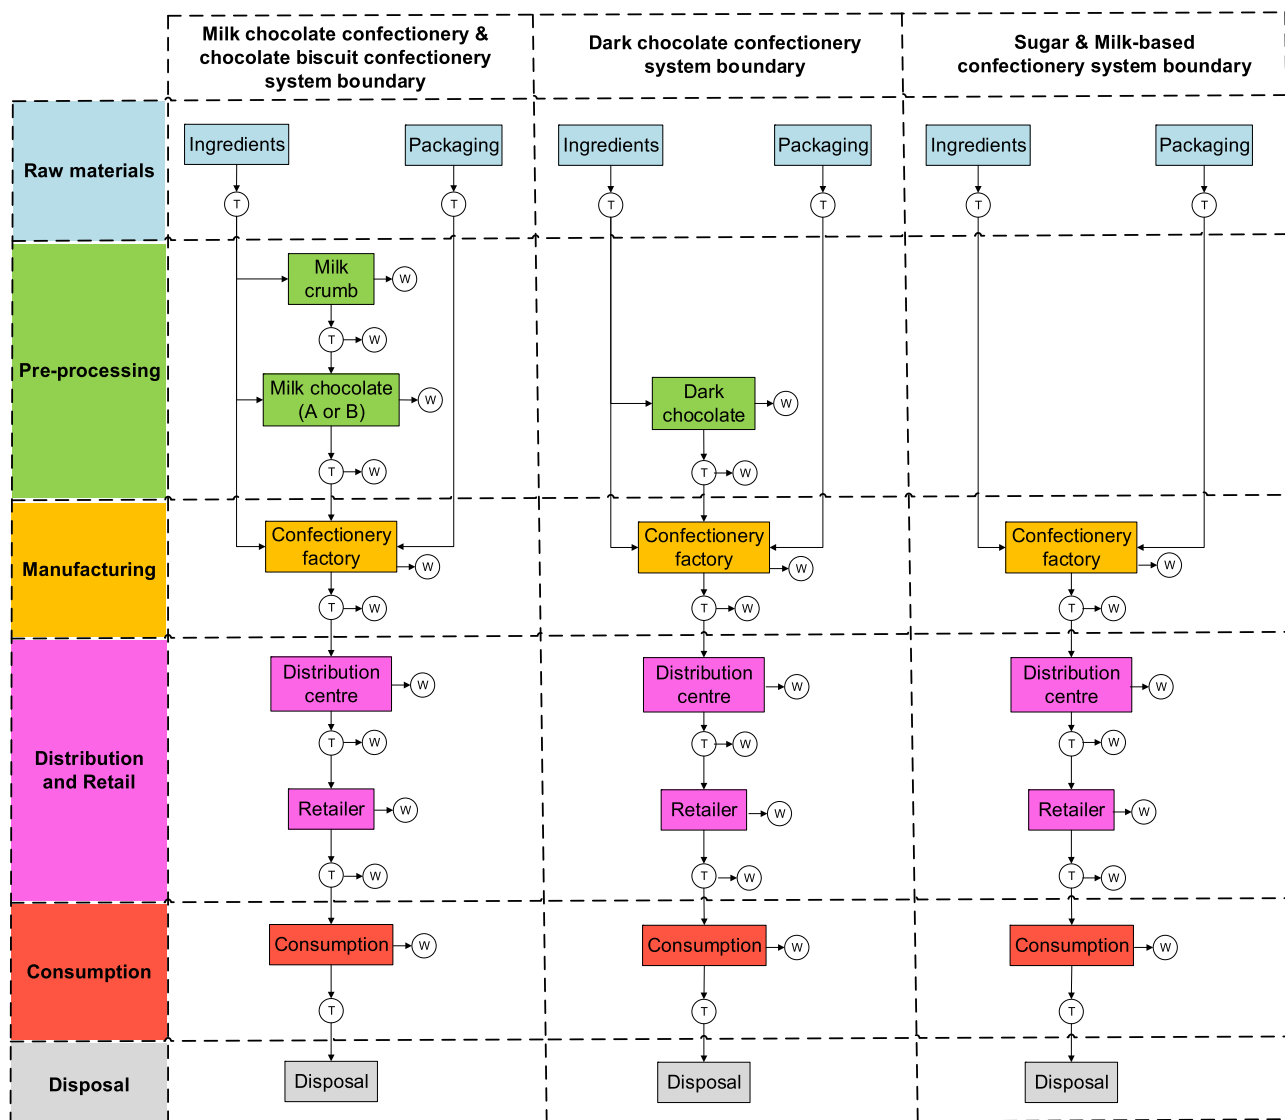 Milk chocolate confectionery &
chocolate biscuit confectionery
system boundary
Dark chocolate confectionery
system boundary
Sugar & Milk-based
confectionery system boundary
Raw materials
Ingredients
Packaging
Ingredients
Packaging
Ingredients
Packaging
T
T
T
T
T
T
Pre-processing
Milk
crumb
W
T
W
Milk chocolate
(A or B)
W
Dark
chocolate
W
T
W
T
W
Manufacturing
Confectionery
factory
W
Confectionery
factory
W
Confectionery
factory
W
T
W
T
W
T
W
Distribution
and Retail
Distribution
centre
W
Distribution
centre
W
Distribution
centre
W
T
W
T
W
T
W
Retailer
W
Retailer
W
Retailer
W
T
W
T
W
T
W
Consumption
Consumption
W
Consumption
W
Consumption
W
T
T
T
Disposal
Disposal
Disposal
Disposal